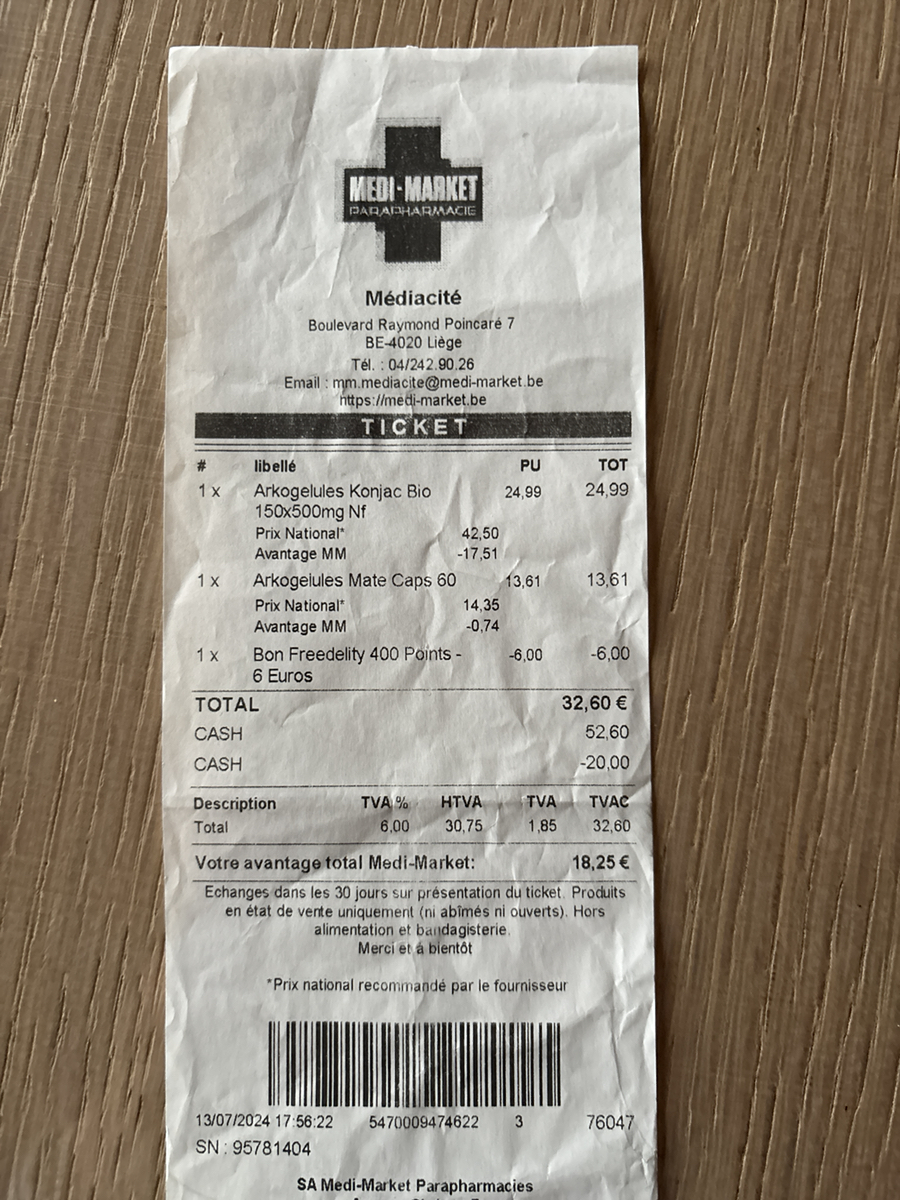 MEDI-MARKET
PARAPHARMACIE
Médiacité
Boulevard Raymond Poincaré 7
BE-4020 Liège
Tél. : 04/242.90.26
Email : mm.mediacite@medi-market.be
https://medi-market.be
TICKET
# libellé PU TOT
1 x Arkogelules Konjac Bio 24,99 24,99
150x500mg Nf
Prix National* 42,50
Avantage MM -17,51
1 x Arkogelules Mate Caps 60 13,61 13,61
Prix National* 14,35
Avantage MM -0,74
1 x Bon Freedelity 400 Points - -6,00 -6,00
6 Euros
TOTAL 32,60 €
CASH 52,60
CASH -20,00
Description TVA % HTVA TVA TVAC
Total 6,00 30,75 1,85 32,60
Votre avantage total Medi-Market: 18,25 €
Echanges dans les 30 jours sur présentation du ticket. Produits
en état de vente uniquement (ni abîmés ni ouverts). Hors
alimentation et bandagisterie.
Merci et à bientôt
*Prix national recommandé par le fournisseur
13/07/2024 17:56:22 5470009474622 3 76047
SN : 95781404
SA Medi-Market Parapharmacies